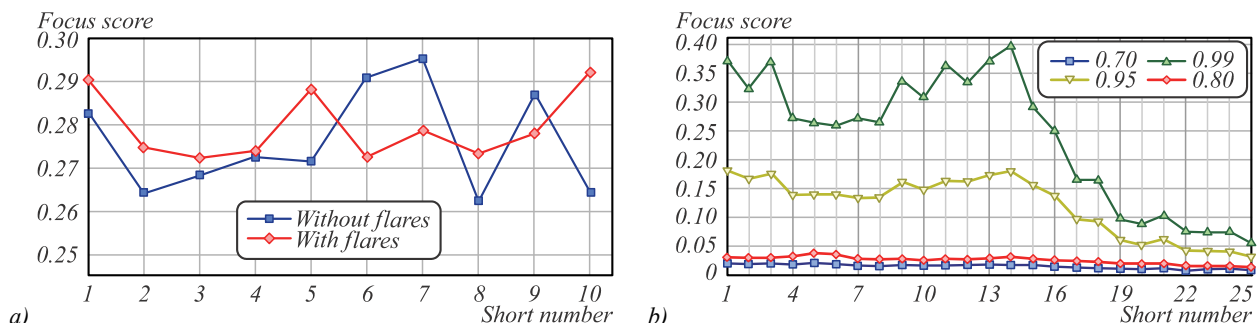 Focus score
0.30
0.29
0.28
0.27
0.26
0.25
Without flares
With flares
1 2 3 4 5 6 7 8 9 10
Short number
a)
Focus score
0.40
0.35
0.30
0.25
0.20
0.15
0.10
0.05
0
0.70 0.99
0.95 0.80
1 4 7 10 13 16 19 22 25
Short number
b)